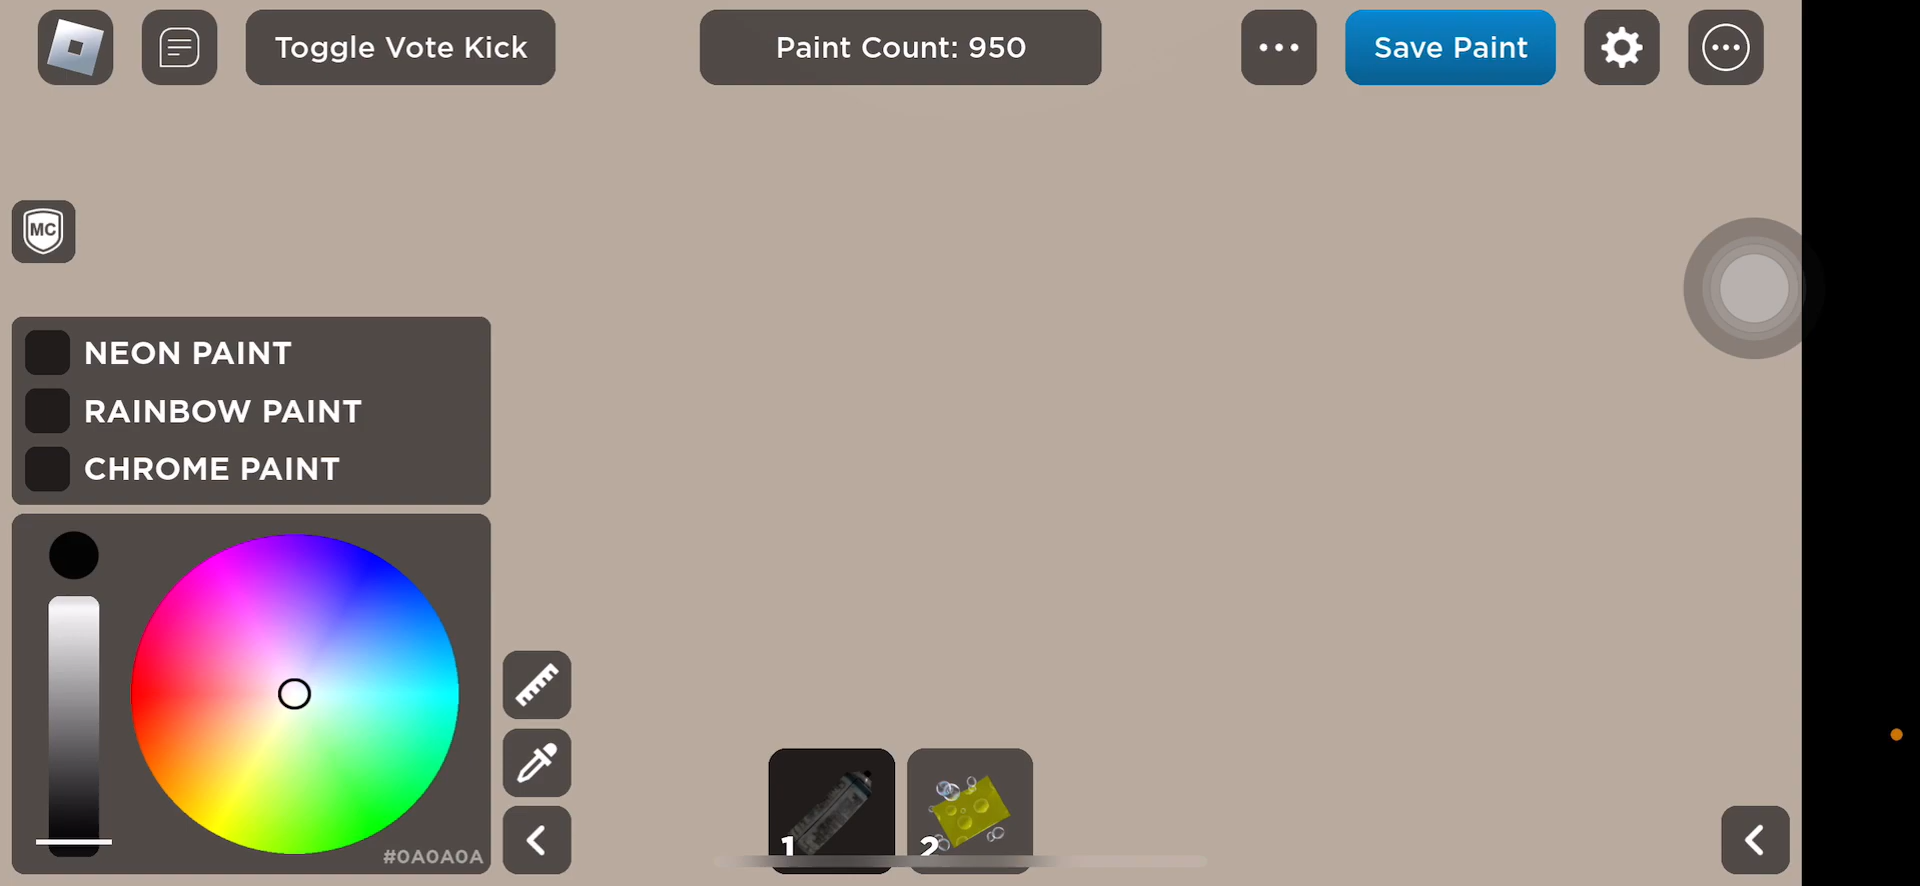 Toggle Vote Kick
Paint Count: 950
Save Paint
MC
NEON PAINT
RAINBOW PAINT
CHROME PAINT
#0A0A0A
1
2